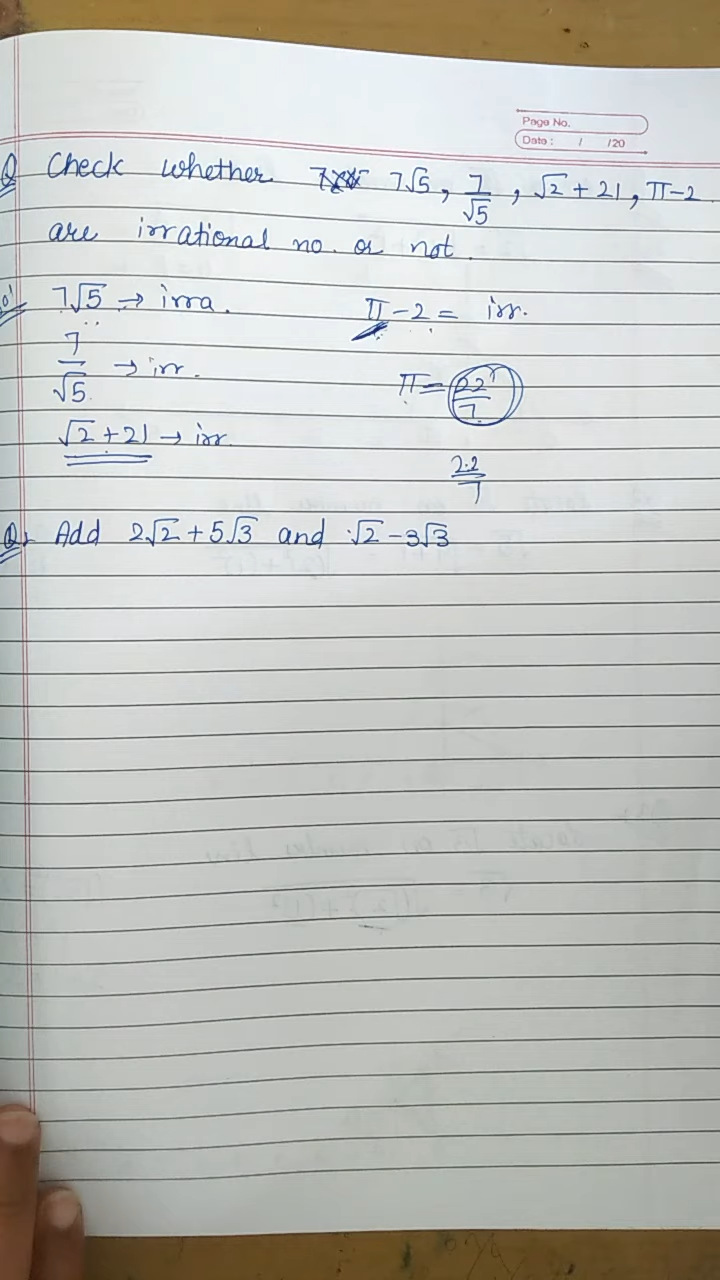 Page No.
Date : / /20
Q Check whether 7√5, 7/√5, √2 + 21, π-2
are irrational no. or not.
7√5 → irra.
7/√5 → irr.
√2 + 21 → irr.
π-2 = irr.
π = 22/7
2.2/7
Q. Add 2√2 + 5√3 and √2 - 3√3